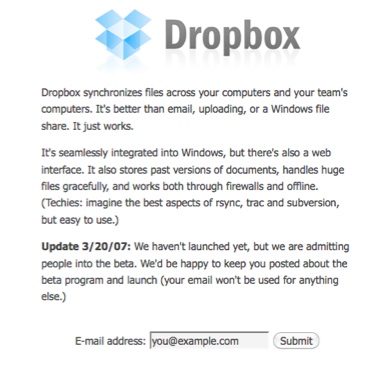 Dropbox
Dropbox synchronizes files across your computers and your team's
computers. It's better than email, uploading, or a Windows file
share. It just works.
It's seamlessly integrated into Windows, but there's also a web
interface. It also stores past versions of documents, handles huge
files gracefully, and works both through firewalls and offline.
(Techies: imagine the best aspects of rsync, trac and subversion,
but easy to use.)
Update 3/20/07: We haven't launched yet, but we are admitting
people into the beta. We'd be happy to keep you posted about the
beta program and launch (your email won't be used for anything
else.)
E-mail address: you@example.com Submit